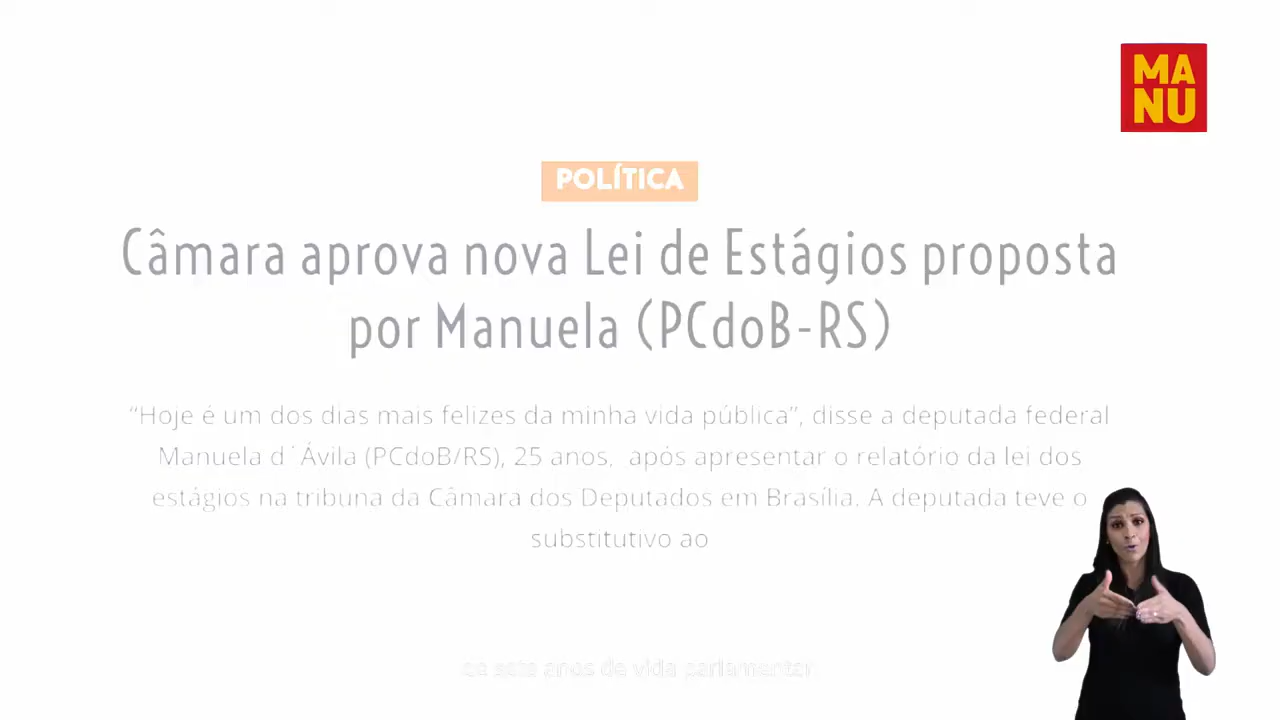 MA
NU
POLÍTICA
Câmara aprova nova Lei de Estágios proposta
por Manuela (PCdoB-RS)
“Hoje é um dos dias mais felizes da minha vida pública”, disse a deputada federal
Manuela d´Ávila (PCdoB/RS), 25 anos, após apresentar o relatório da lei dos
estágios na tribuna da Câmara dos Deputados em Brasília. A deputada teve o
substitutivo ao
sete anos de vida parlamentar